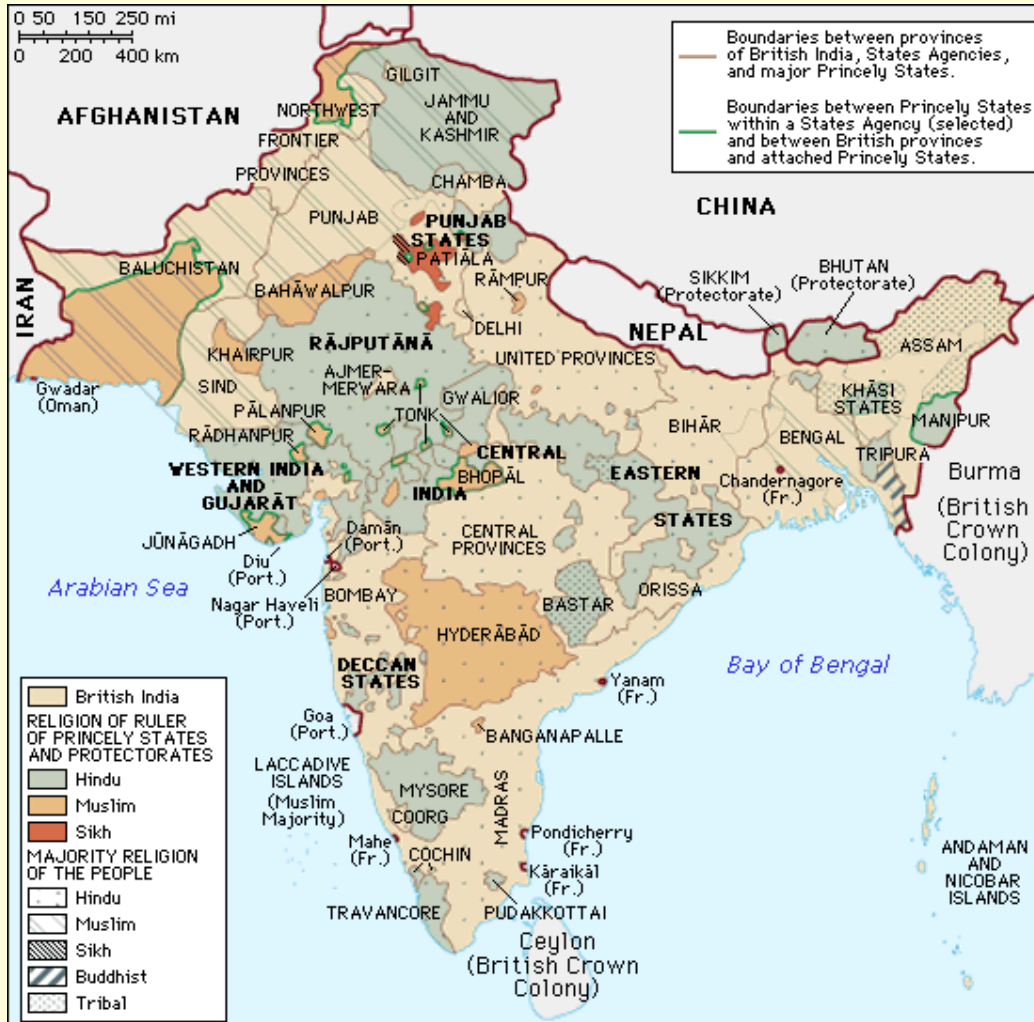 0 50 150 250 mi
0 200 400 km
Boundaries between provinces
of British India, States Agencies,
and major Princely States.
Boundaries between Princely States
within a States Agency (selected)
and between British provinces
and attached Princely States.
AFGHANISTAN
GILGIT
JAMMU
AND
KASHMIR
NORTHWEST
FRONTIER
PROVINCES
CHAMBA
PUNJAB
PUNJAB
STATES
PATIĀLA
CHINA
IRAN
BALUCHISTAN
BAHĀWALPUR
RĀMPUR
DELHI
SIKKIM
(Protectorate)
BHUTAN
(Protectorate)
NEPAL
ASSAM
KHAIRPUR
RĀJPUTĀNĀ
UNITED PROVINCES
Gwadar
(Oman)
SIND
AJMER-
MERWARA
GWALIOR
KHĀSI
STATES
MANIPUR
PĀLANPUR
TONK
BIHĀR
BENGAL
TRIPURA
RĀDHANPUR
CENTRAL
INDIA
BHOPĀL
EASTERN
STATES
Chandernagore
(Fr.)
Burma
(British
Crown
Colony)
WESTERN INDIA
AND
GUJARĀT
JŪNĀGADH
Diu
(Port.)
Damān
(Port.)
CENTRAL
PROVINCES
Nagar Haveli
(Port.)
Arabian Sea
BOMBAY
BASTAR
ORISSA
HYDERĀBĀD
DECCAN
STATES
Bay of Bengal
Yanam
(Fr.)
Goa
(Port.)
BANGANAPALLE
LACCADIVE
ISLANDS
(Muslim
Majority)
MYSORE
COORG
MADRAS
Mahe
(Fr.)
Pondicherry
(Fr.)
COCHIN
Kāraikāl
(Fr.)
TRAVANCORE
PUDAKKOTTAI
Ceylon
(British Crown
Colony)
ANDAMAN
AND
NICOBAR
ISLANDS
British India
RELIGION OF RULER
OF PRINCELY STATES
AND PROTECTORATES
Hindu
Muslim
Sikh
MAJORITY RELIGION
OF THE PEOPLE
Hindu
Muslim
Sikh
Buddhist
Tribal